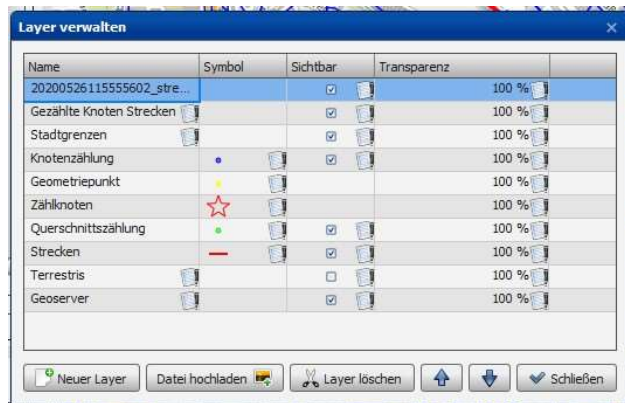 Layer verwalten
Name Symbol Sichtbar Transparenz
20200526115555602_stre... 100 %
Gezählte Knoten Strecken 100 %
Stadtgrenzen 100 %
Knotenzählung 100 %
Geometriepunkt 100 %
Zählknoten 100 %
Querschnittszählung 100 %
Strecken 100 %
Terrestris 100 %
Geoserver 100 %
Neuer Layer Datei hochladen Layer löschen Schließen